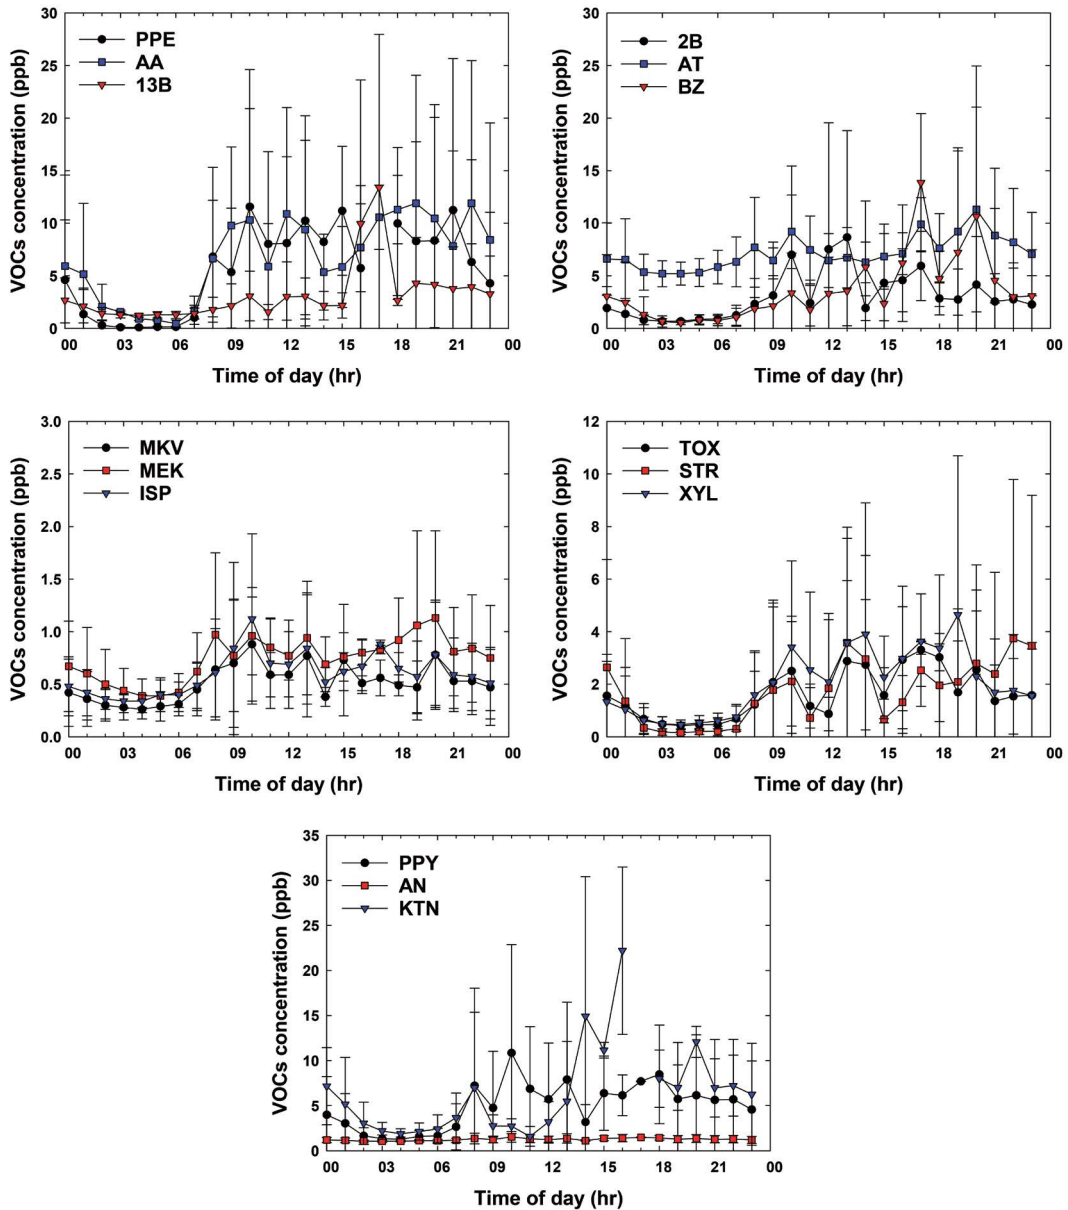 VOCs concentration (ppb)
30
25
20
15
10
5
0
PPE
AA
13B
00 03 06 09 12 15 18 21 00
Time of day (hr)
VOCs concentration (ppb)
30
25
20
15
10
5
0
2B
AT
BZ
00 03 06 09 12 15 18 21 00
Time of day (hr)
VOCs concentration (ppb)
3.0
2.5
2.0
1.5
1.0
0.5
0.0
MKV
MEK
ISP
00 03 06 09 12 15 18 21 00
Time of day (hr)
VOCs concentration (ppb)
12
10
8
6
4
2
0
TOX
STR
XYL
00 03 06 09 12 15 18 21 00
Time of day (hr)
VOCs concentration (ppb)
35
30
25
20
15
10
5
0
PPY
AN
KTN
00 03 06 09 12 15 18 21 00
Time of day (hr)